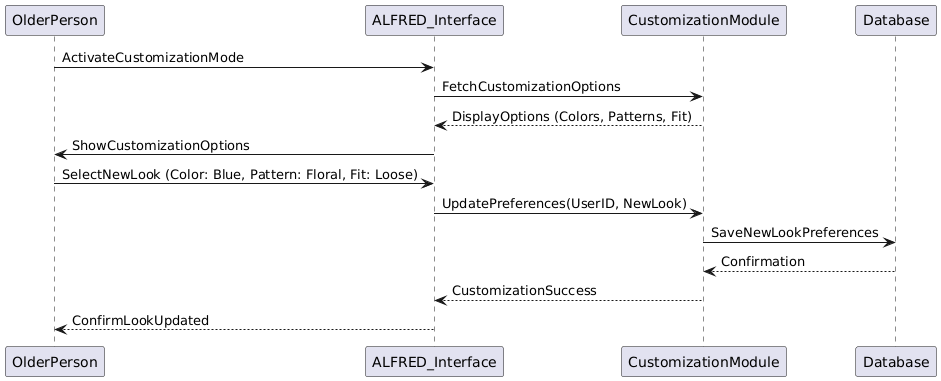 OlderPerson ALFRED_Interface CustomizationModule Database
ActivateCustomizationMode
FetchCustomizationOptions
DisplayOptions (Colors, Patterns, Fit)
ShowCustomizationOptions
SelectNewLook (Color: Blue, Pattern: Floral, Fit: Loose)
UpdatePreferences(UserID, NewLook)
SaveNewLookPreferences
Confirmation
CustomizationSuccess
ConfirmLookUpdated
OlderPerson ALFRED_Interface CustomizationModule Database